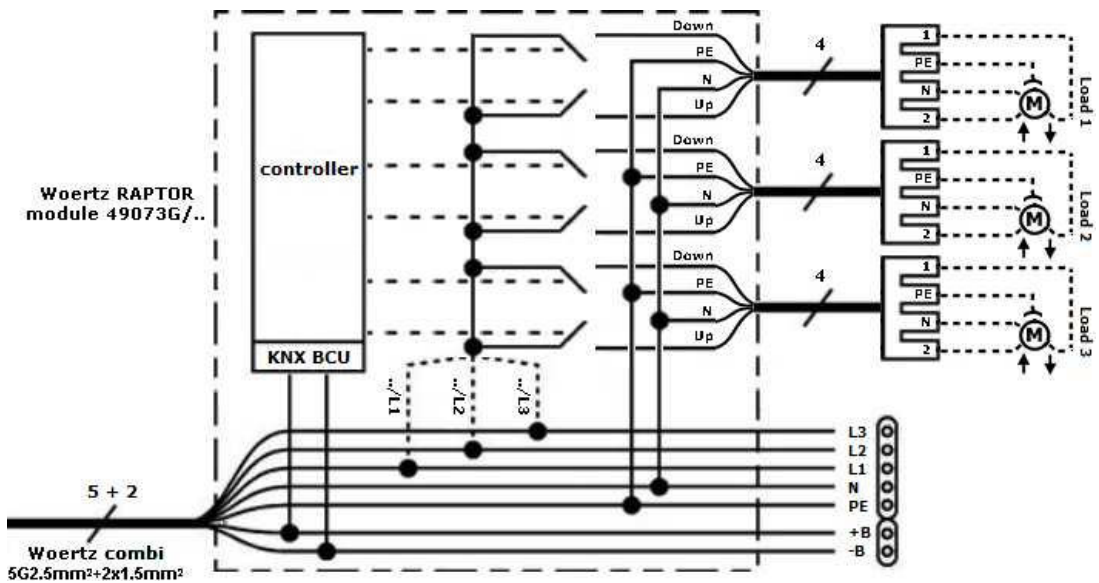 Woertz RAPTOR
module 49073G/..
controller
KNX BCU
Down
PE
N
Up
4
1
PE
N
2
M
Load 1
Down
PE
N
Up
4
1
PE
N
2
M
Load 2
Down
PE
N
Up
4
1
PE
N
2
M
Load 3
../L1
../L2
../L3
L3
L2
L1
N
PE
+B
-B
5 + 2
Woertz combi
5G2.5mm²+2x1.5mm²